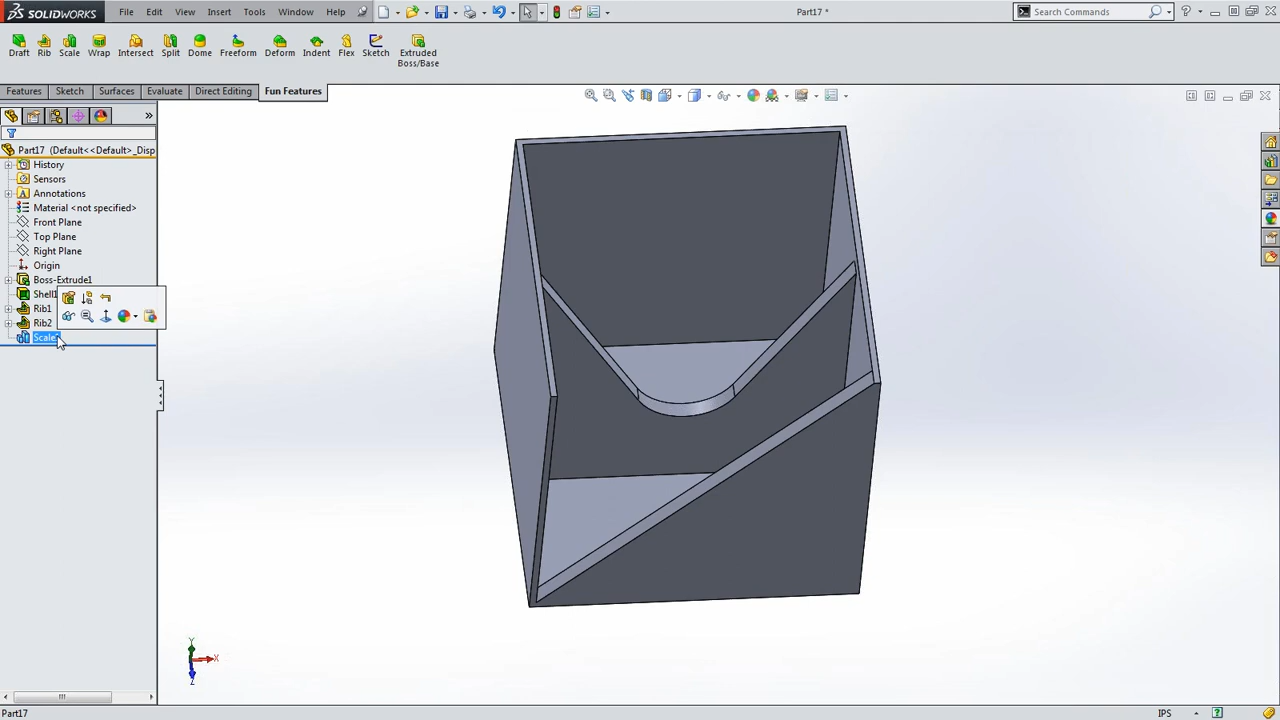 SOLIDWORKS File Edit View Insert Tools Window Help Part17 * Search Commands
Draft Rib Scale Wrap Intersect Split Dome Freeform Deform Indent Flex Sketch Extruded Boss/Base
Features Sketch Surfaces Evaluate Direct Editing Fun Features
Part17 (Default<<Default>_Disp
History
Sensors
Annotations
Material <not specified>
Front Plane
Top Plane
Right Plane
Origin
Boss-Extrude1
Shell1
Rib1
Rib2
Scale
Y
X
Z
Part17 IPS